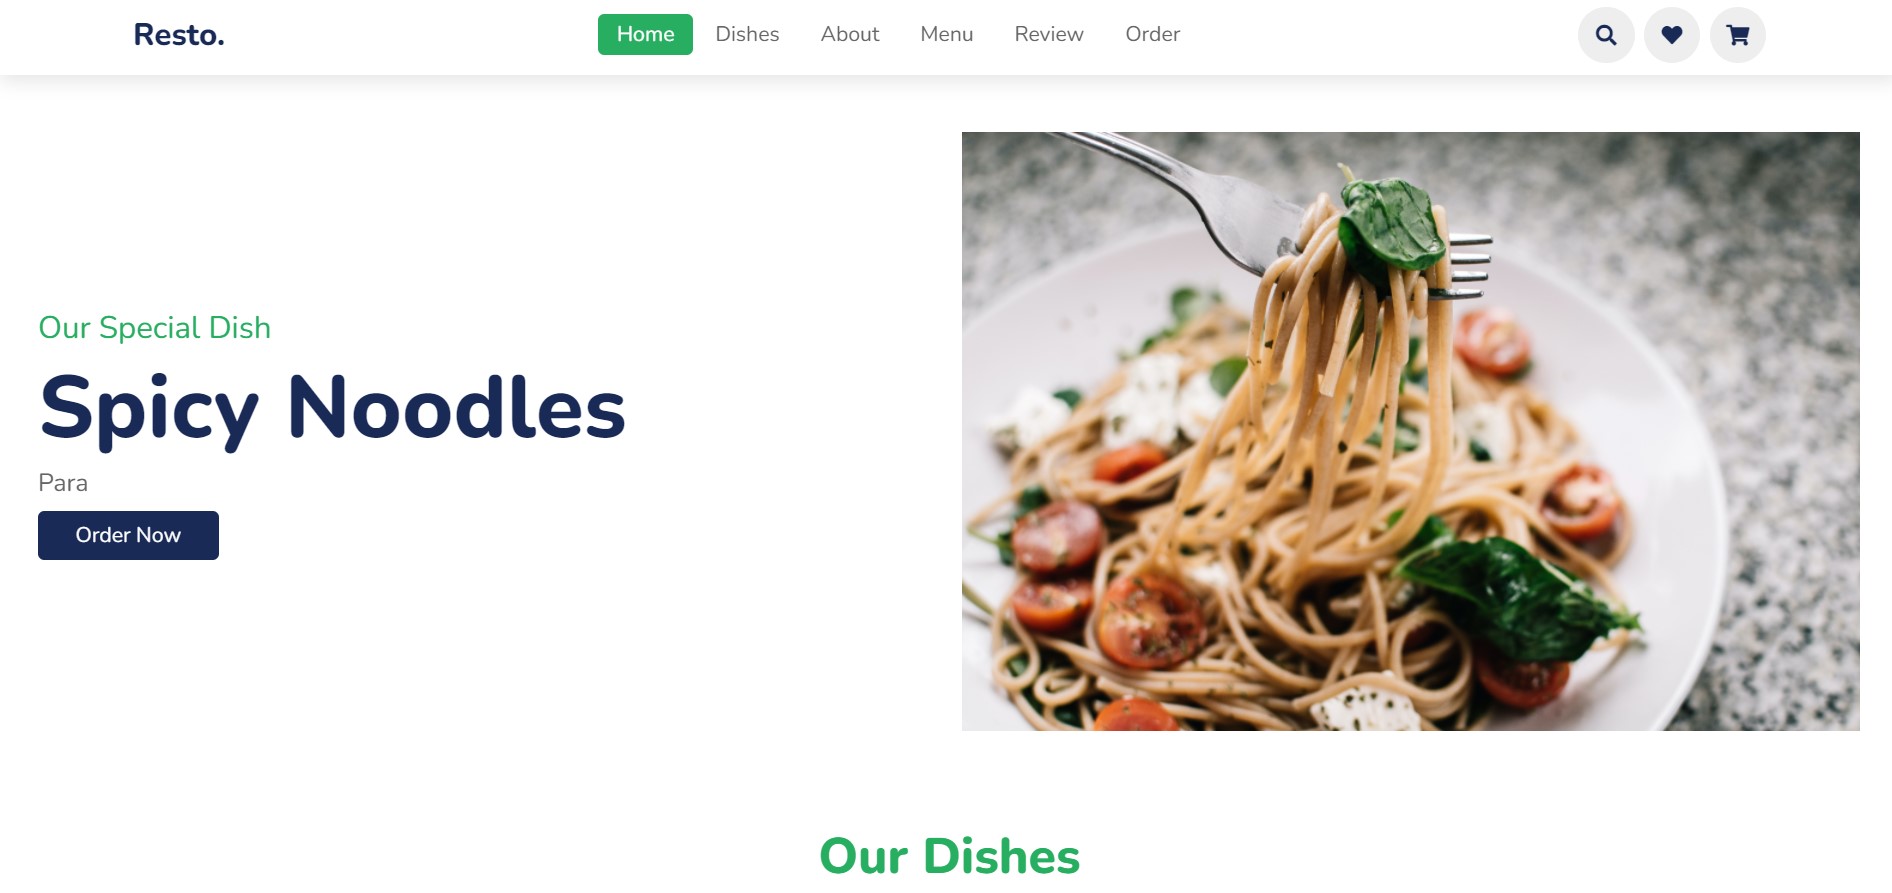 Resto.
Home Dishes About Menu Review Order
Our Special Dish
Spicy Noodles
Para
Order Now
Our Dishes